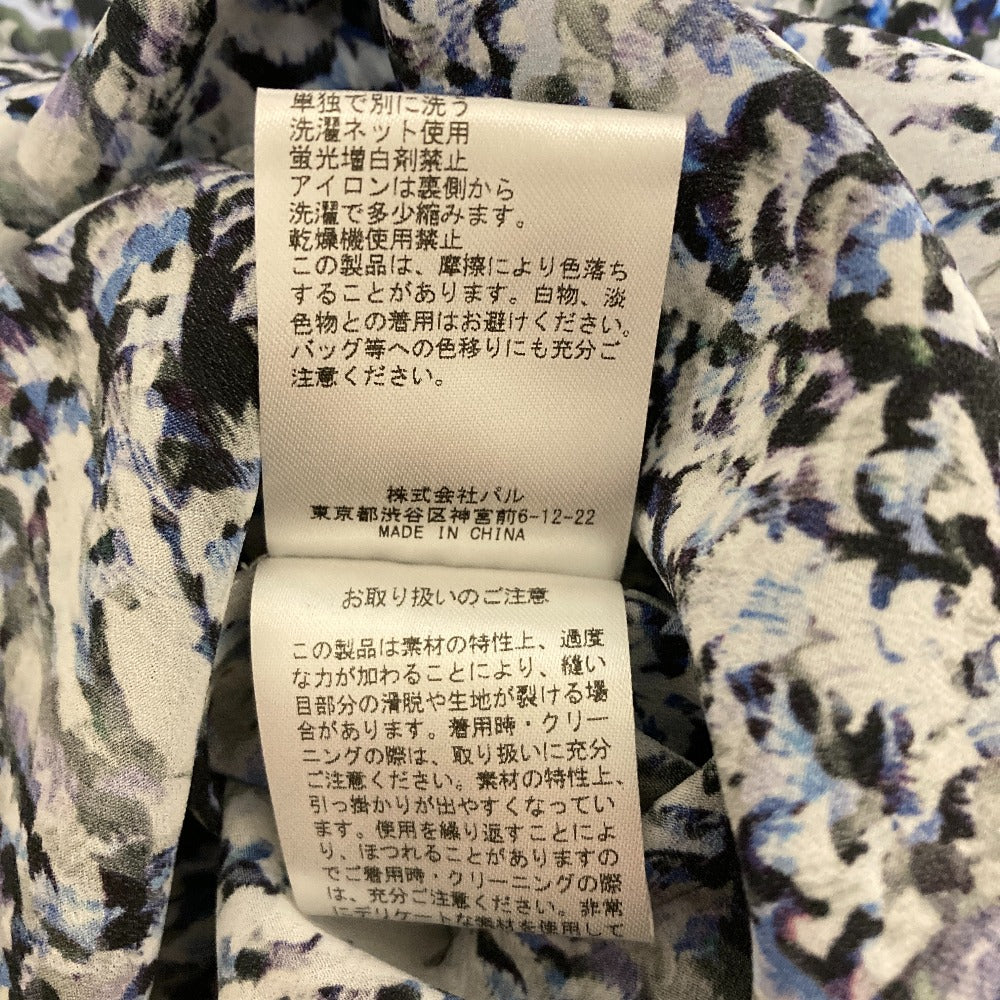 単独で別に洗う
洗濯ネット使用
蛍光増白剤禁止
アイロンは裏側から
洗濯で多少縮みます。
乾燥機使用禁止
この製品は、摩擦により色落ち
することがあります。白物、淡
色物との着用はお避けください。
バッグ等への色移りにも充分ご
注意ください。
株式会社パル
東京都渋谷区神宮前6-12-22
MADE IN CHINA
お取り扱いのご注意
この製品は素材の特性上、過度
な力が加わることにより、縫い
目部分の滑脱や生地が裂ける場
合があります。着用時・クリー
ニングの際は、取り扱いに充分
ご注意ください。素材の特性上、
引っ掛かりが出やすくなってい
ます。使用を繰り返すことによ
り、ほつれることがありますの
でご着用時・クリーニングの際
は、充分ご注意ください。非常
にデリケートな素材を使用して